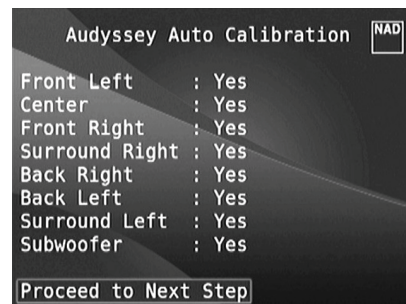 Audyssey Auto Calibration
NAD
Front Left : Yes
Center : Yes
Front Right : Yes
Surround Right : Yes
Back Right : Yes
Back Left : Yes
Surround Left : Yes
Subwoofer : Yes
Proceed to Next Step